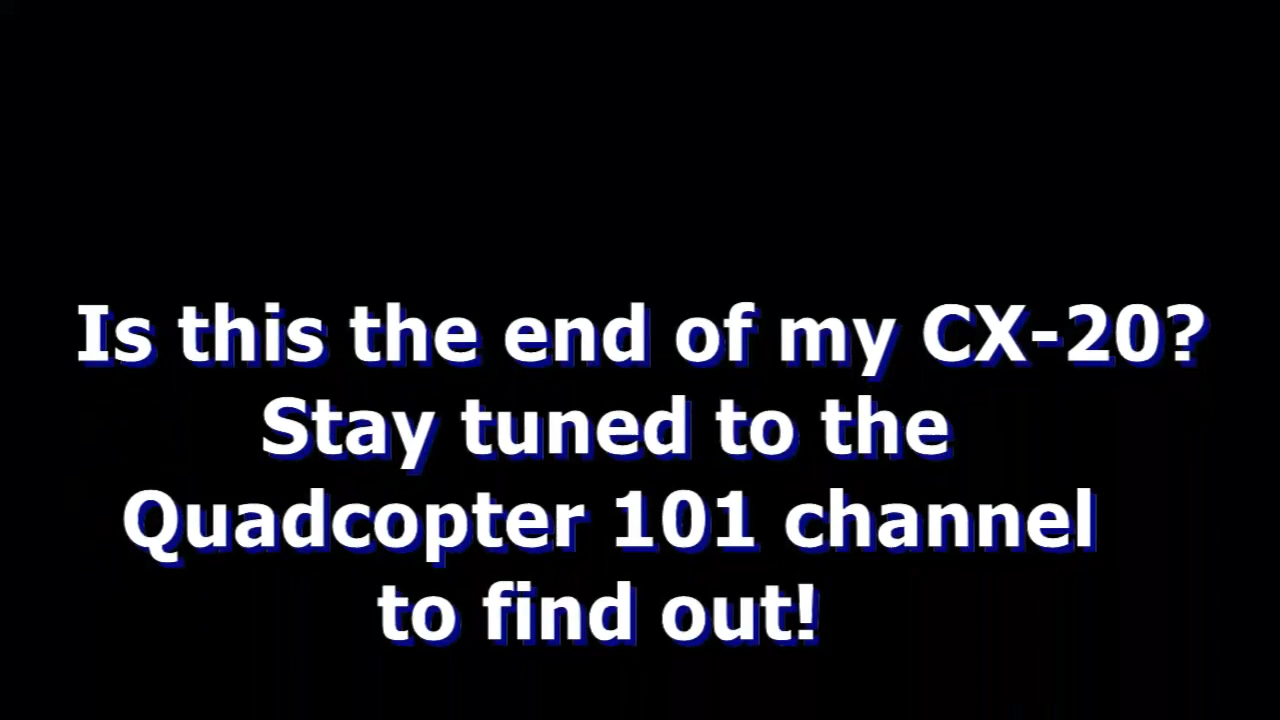 Is this the end of my CX-20?
Stay tuned to the
Quadcopter 101 channel
to find out!